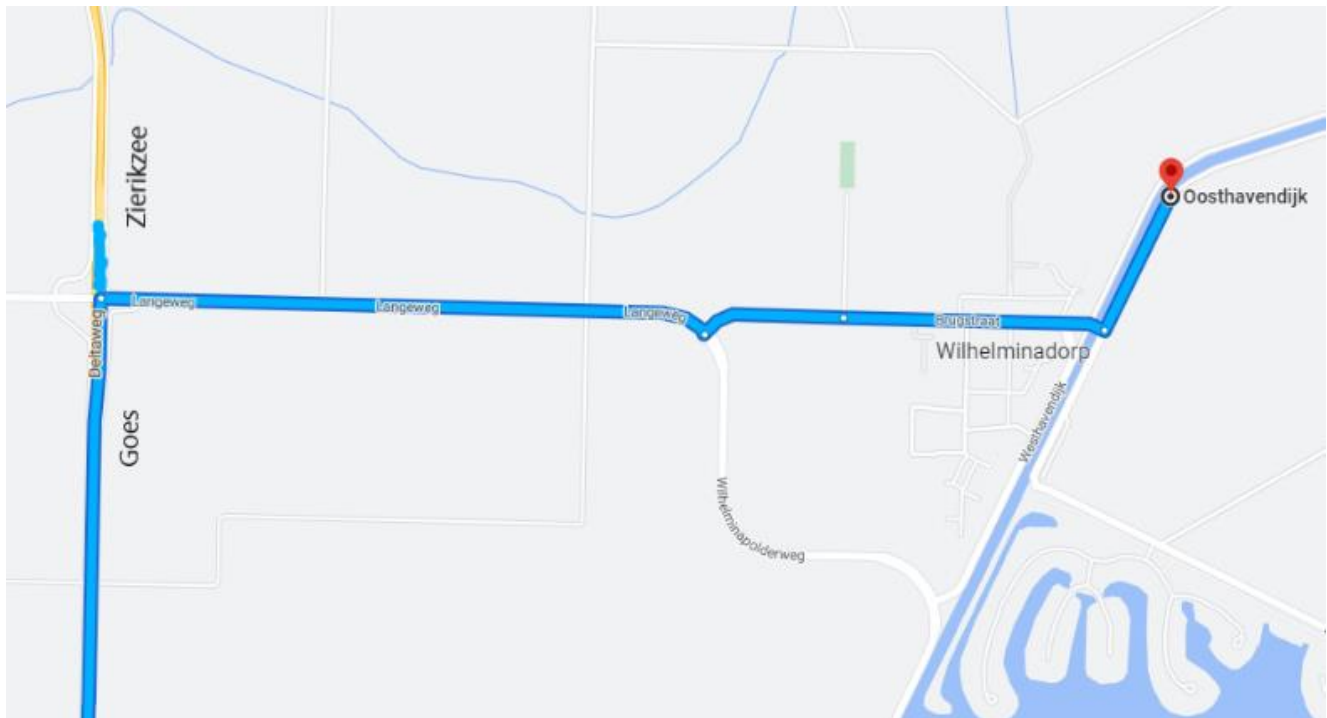 Zierikzee
Oosthavendijk
Langeweg
Langeweg
Langeweg
Brugstraat
Deltaweg
Wilhelminadorp
Goes
Westhavendijk
Wilhelminapolderweg